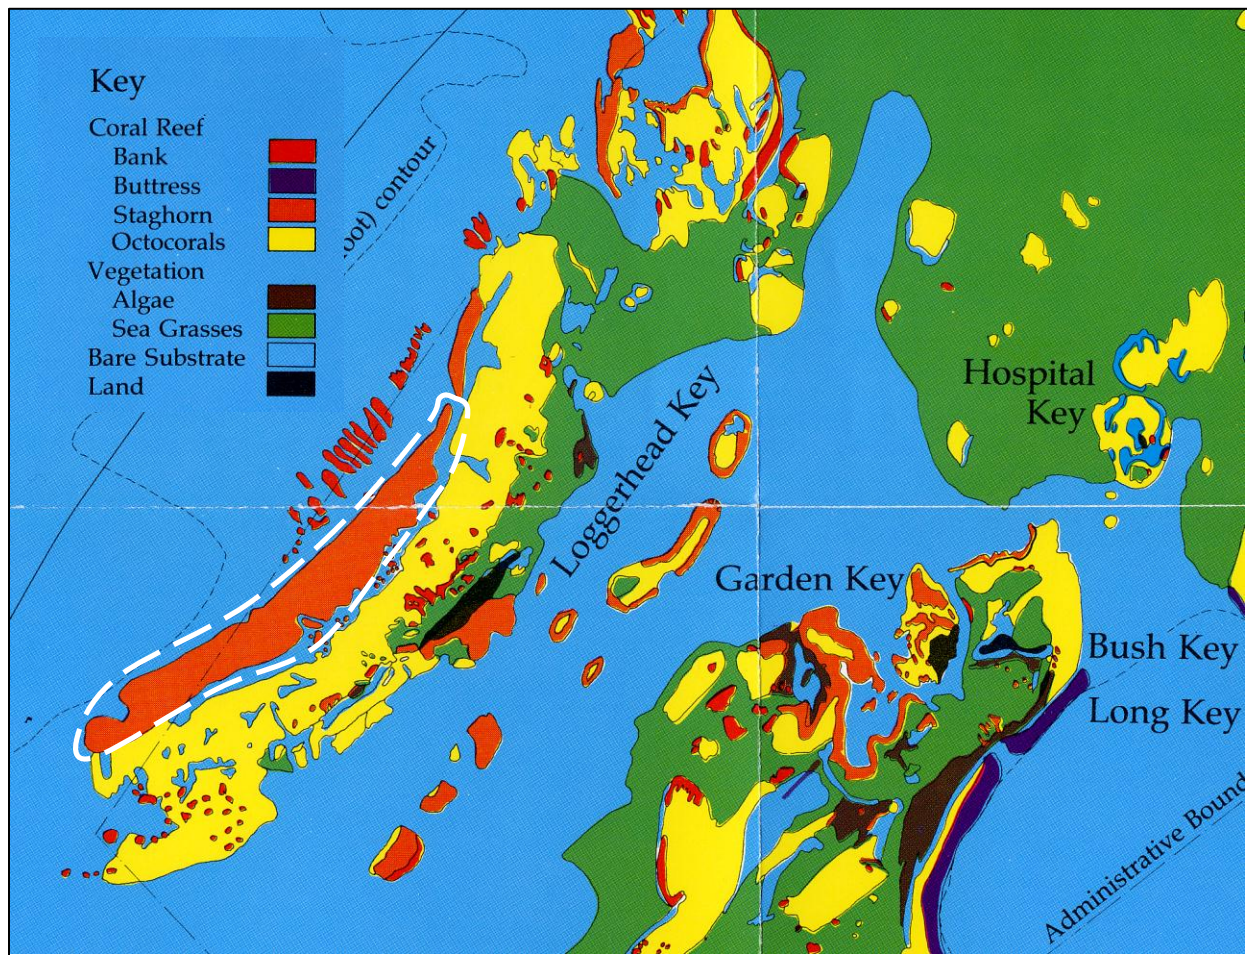 Key
Coral Reef
Bank
Buttress
Staghorn
Octocorals
Vegetation
Algae
Sea Grasses
Bare Substrate
Land
oot) contour
Loggerhead Key
Hospital
Key
Garden Key
Bush Key
Long Key
Administrative Bound